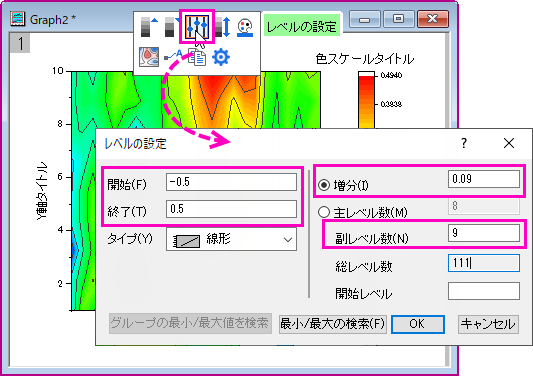 Graph2 *
レベルの設定
1
色スケールタイトル
10
8
6
4
2
Y軸タイトル
0.4940
0.3838
レベルの設定
? ×
開始(F) -0.5
終了(T) 0.5
タイプ(Y) 線形
増分(I) 0.09
主レベル数(M) 8
副レベル数(N) 9
総レベル数 111
開始レベル
グループの最小/最大値を検索
最小/最大の検索(F)
OK
キャンセル